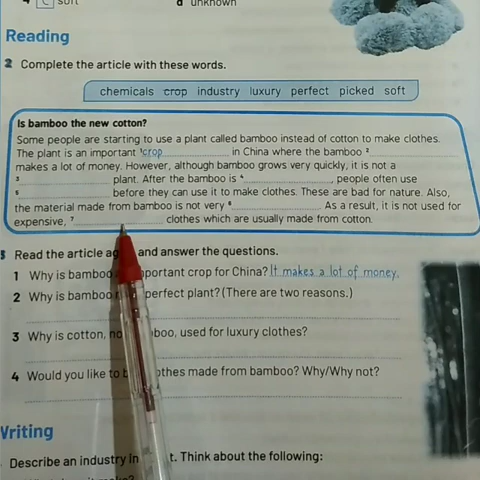 soft
d unknown
Reading
2 Complete the article with these words.
chemicals crop industry luxury perfect picked soft
Is bamboo the new cotton?
Some people are starting to use a plant called bamboo instead of cotton to make clothes.
The plant is an important 1 crop in China where the bamboo 2
makes a lot of money. However, although bamboo grows very quickly, it is not a
3 plant. After the bamboo is 4, people often use
5 before they can use it to make clothes. These are bad for nature. Also,
the material made from bamboo is not very 6. As a result, it is not used for
expensive, 7 clothes which are usually made from cotton.
3 Read the article and answer the questions.
1 Why is bamboo important crop for China? It makes a lot of money.
2 Why is bamboo perfect plant? (There are two reasons.)
3 Why is cotton, used for luxury clothes?
4 Would you like to clothes made from bamboo? Why/Why not?
Writing
Describe an industry in Think about the following: